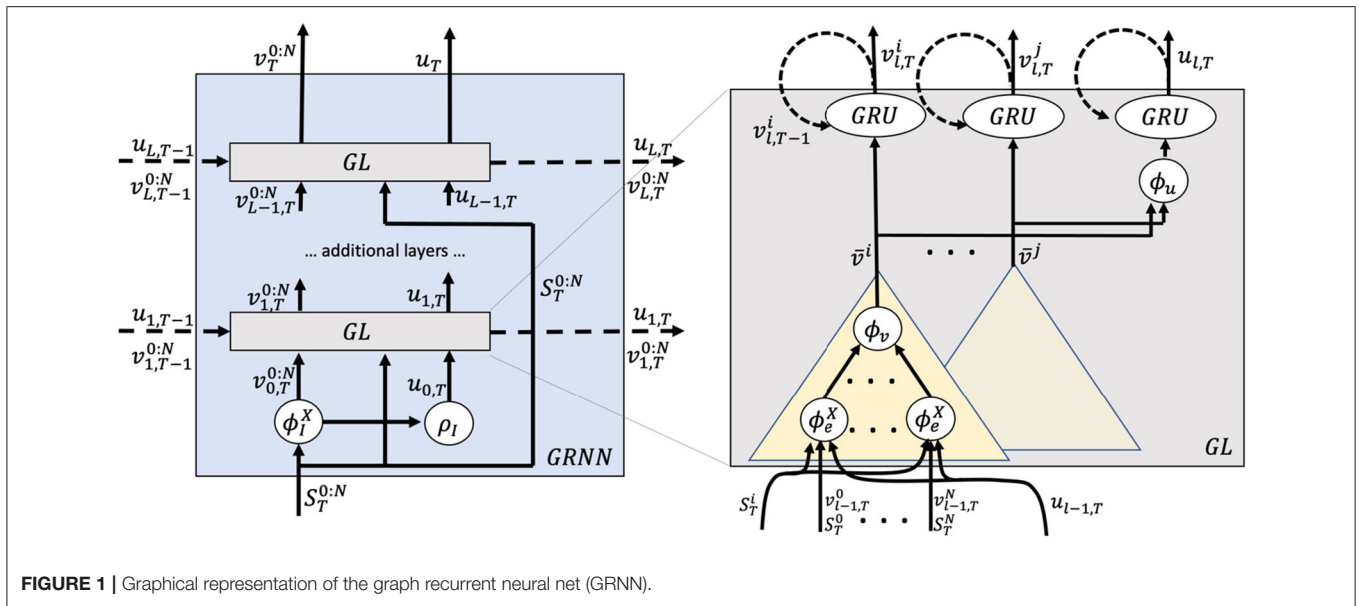 v_T^{0:N}
u_T
u_{L,T-1}
v_{L,T-1}^{0:N}
GL
u_{L,T}
v_{L,T}^{0:N}
v_{L-1,T}^{0:N}
u_{L-1,T}
... additional layers ...
S_T^{0:N}
v_{1,T}^{0:N}
u_{1,T}
u_{1,T-1}
v_{1,T-1}^{0:N}
GL
u_{1,T}
v_{1,T}^{0:N}
v_{0,T}^{0:N}
u_{0,T}
ϕ_I^X
ρ_I
GRNN
S_T^{0:N}
v_{l,T}^i
v_{l,T}^j
u_{l,T}
GRU
GRU
GRU
v_{l,T-1}^i
ϕ_u
v̄^i
. . .
v̄^j
ϕ_v
. . .
ϕ_e^X
. . .
ϕ_e^X
GL
S_T^i
v_{l-1,T}^0
v_{l-1,T}^N
u_{l-1,T}
S_T^0
. . .
S_T^N
FIGURE 1 | Graphical representation of the graph recurrent neural net (GRNN).